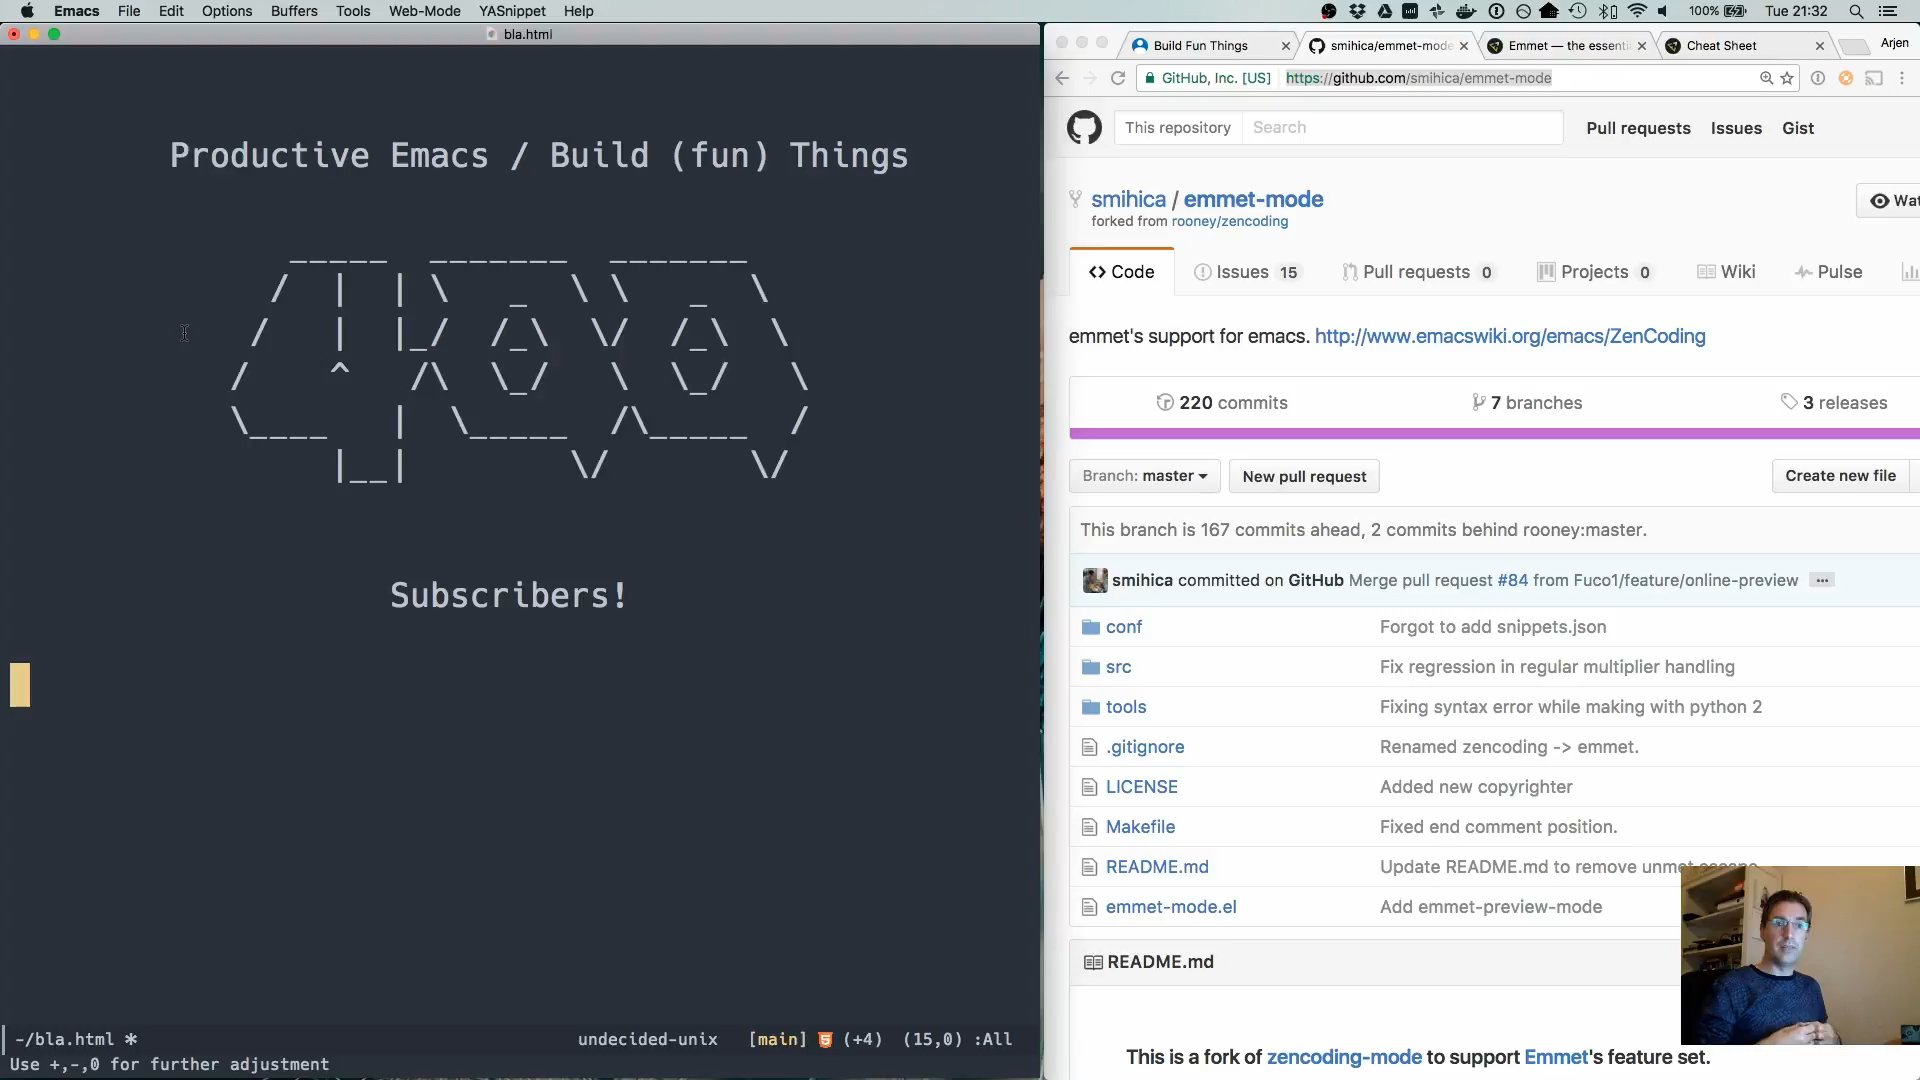 Emacs File Edit Options Buffers Tools Web-Mode YASnippet Help
100% Tue 21:32
bla.html
Productive Emacs / Build (fun) Things
_____ _______ _______
/ | | \ _ \ \ _ \
/ | |_/ /_\ \/ /_\ \
/ ^ /\ \_/ \ \_/ \
\____ | \_____ /\_____ /
|__| \/ \/
Subscribers!
~/bla.html * undecided-unix [main] (+4) (15,0) :All
Use +,-,0 for further adjustment
Build Fun Things
smihica/emmet-mode
Emmet — the essenti
Cheat Sheet
Arjen
GitHub, Inc. [US] https://github.com/smihica/emmet-mode
This repository Search Pull requests Issues Gist
smihica / emmet-mode
Wat
forked from rooney/zencoding
Code Issues 15 Pull requests 0 Projects 0 Wiki Pulse
emmet's support for emacs. http://www.emacswiki.org/emacs/ZenCoding
220 commits 7 branches 3 releases
Branch: master New pull request Create new file
This branch is 167 commits ahead, 2 commits behind rooney:master.
smihica committed on GitHub Merge pull request #84 from Fuco1/feature/online-preview ...
conf Forgot to add snippets.json
src Fix regression in regular multiplier handling
tools Fixing syntax error while making with python 2
.gitignore Renamed zencoding -> emmet.
LICENSE Added new copyrighter
Makefile Fixed end comment position.
README.md Update README.md to remove unmet
emmet-mode.el Add emmet-preview-mode
README.md
This is a fork of zencoding-mode to support Emmet's feature set.